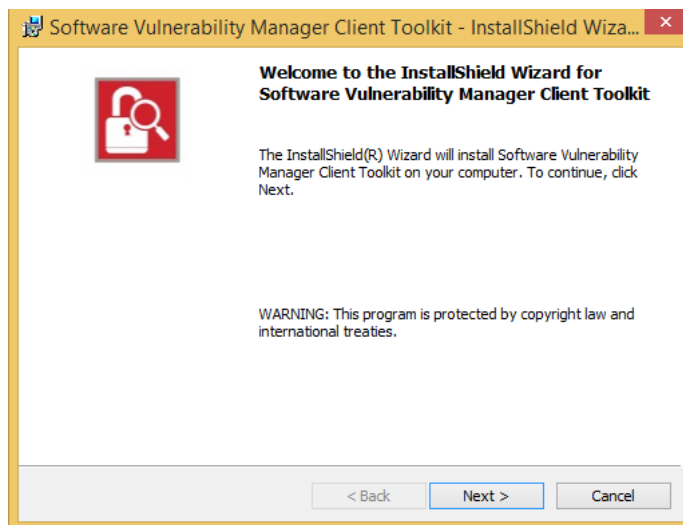 Software Vulnerability Manager Client Toolkit - InstallShield Wiza...
Welcome to the InstallShield Wizard for
Software Vulnerability Manager Client Toolkit
The InstallShield(R) Wizard will install Software Vulnerability
Manager Client Toolkit on your computer. To continue, click
Next.
WARNING: This program is protected by copyright law and
international treaties.
< Back
Next >
Cancel